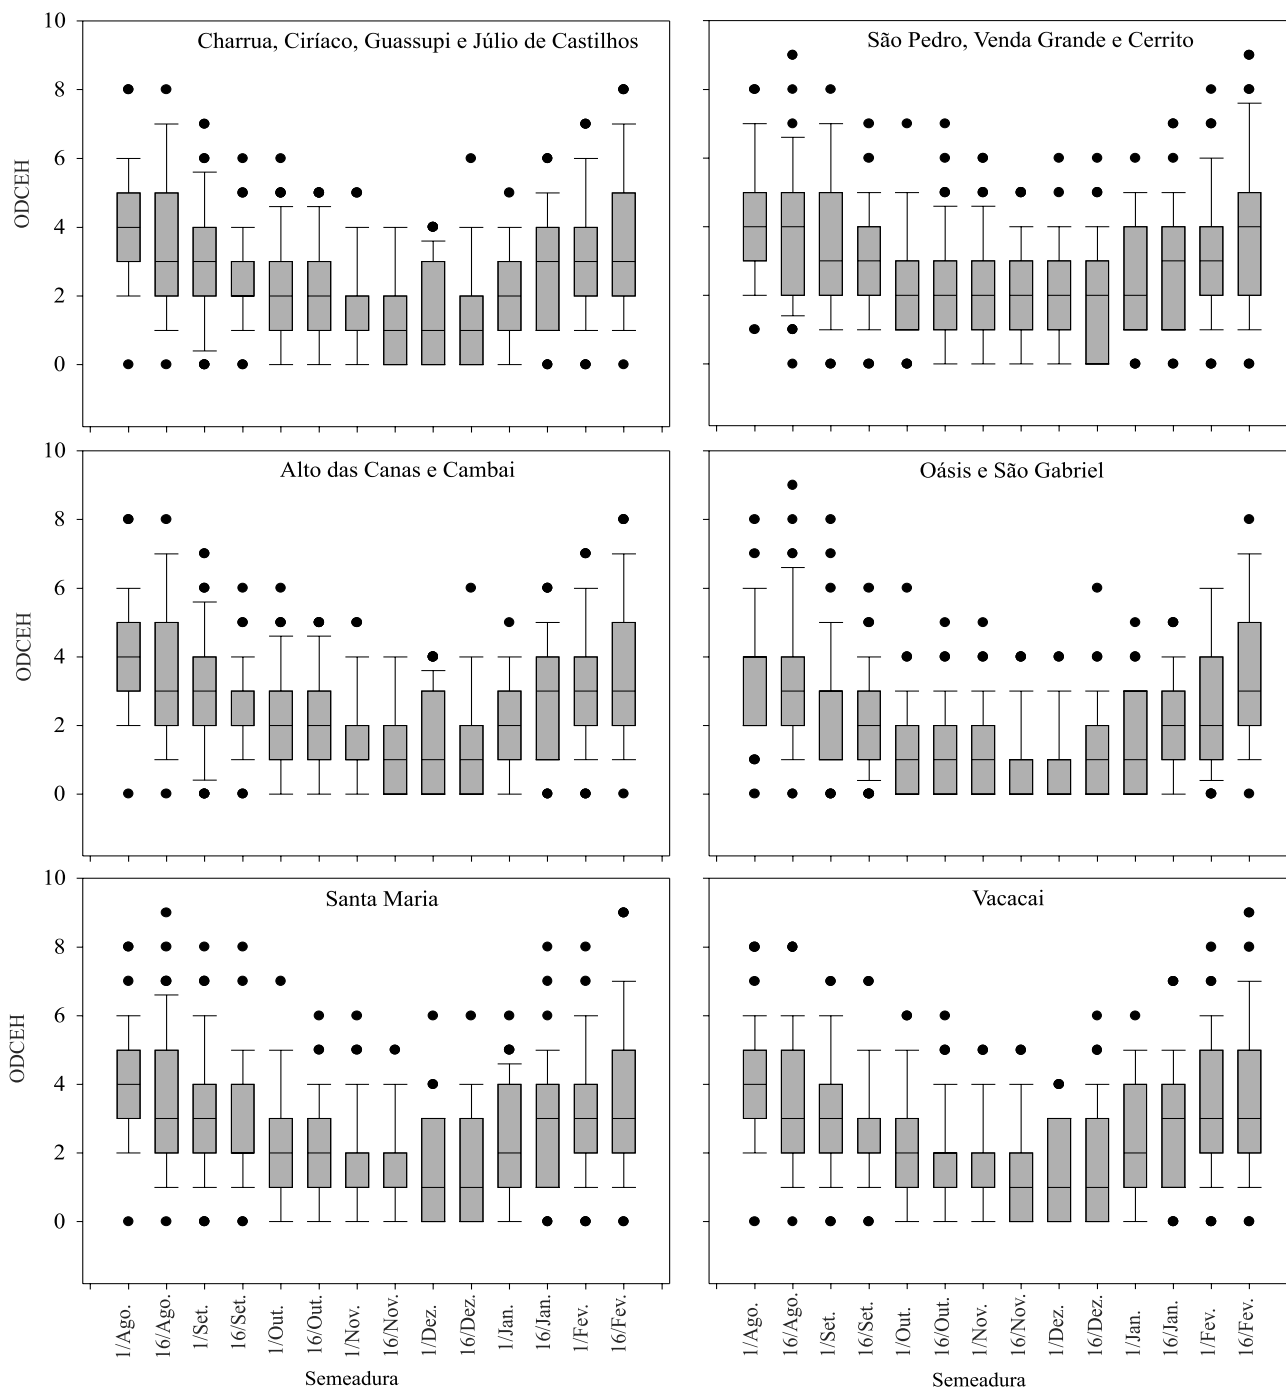 Charrua, Ciríaco, Guassupi e Júlio de Castilhos
São Pedro, Venda Grande e Cerrito
10
8
6
4
2
0
ODCEH
Alto das Canas e Cambai
Oásis e São Gabriel
10
8
6
4
2
0
ODCEH
Santa Maria
Vacacai
10
8
6
4
2
0
ODCEH
1/Ago.
16/Ago.
1/Set.
16/Set.
1/Out.
16/Out.
1/Nov.
16/Nov.
1/Dez.
16/Dez.
1/Jan.
16/Jan.
1/Fev.
16/Fev.
Semeadura
1/Ago.
16/Ago.
1/Set.
16/Set.
1/Out.
16/Out.
1/Nov.
16/Nov.
1/Dez.
16/Dez.
1/Jan.
16/Jan.
1/Fev.
16/Fev.
Semeadura